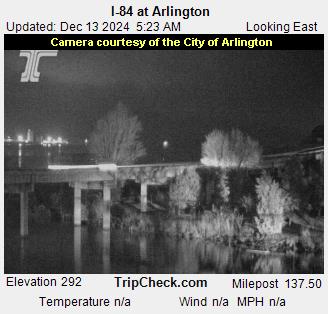 I-84 at Arlington
Updated: Dec 13 2024 5:23 AM Looking East
Camera courtesy of the City of Arlington
Elevation 292 TripCheck.com Milepost 137.50
Temperature n/a Wind n/a MPH n/a